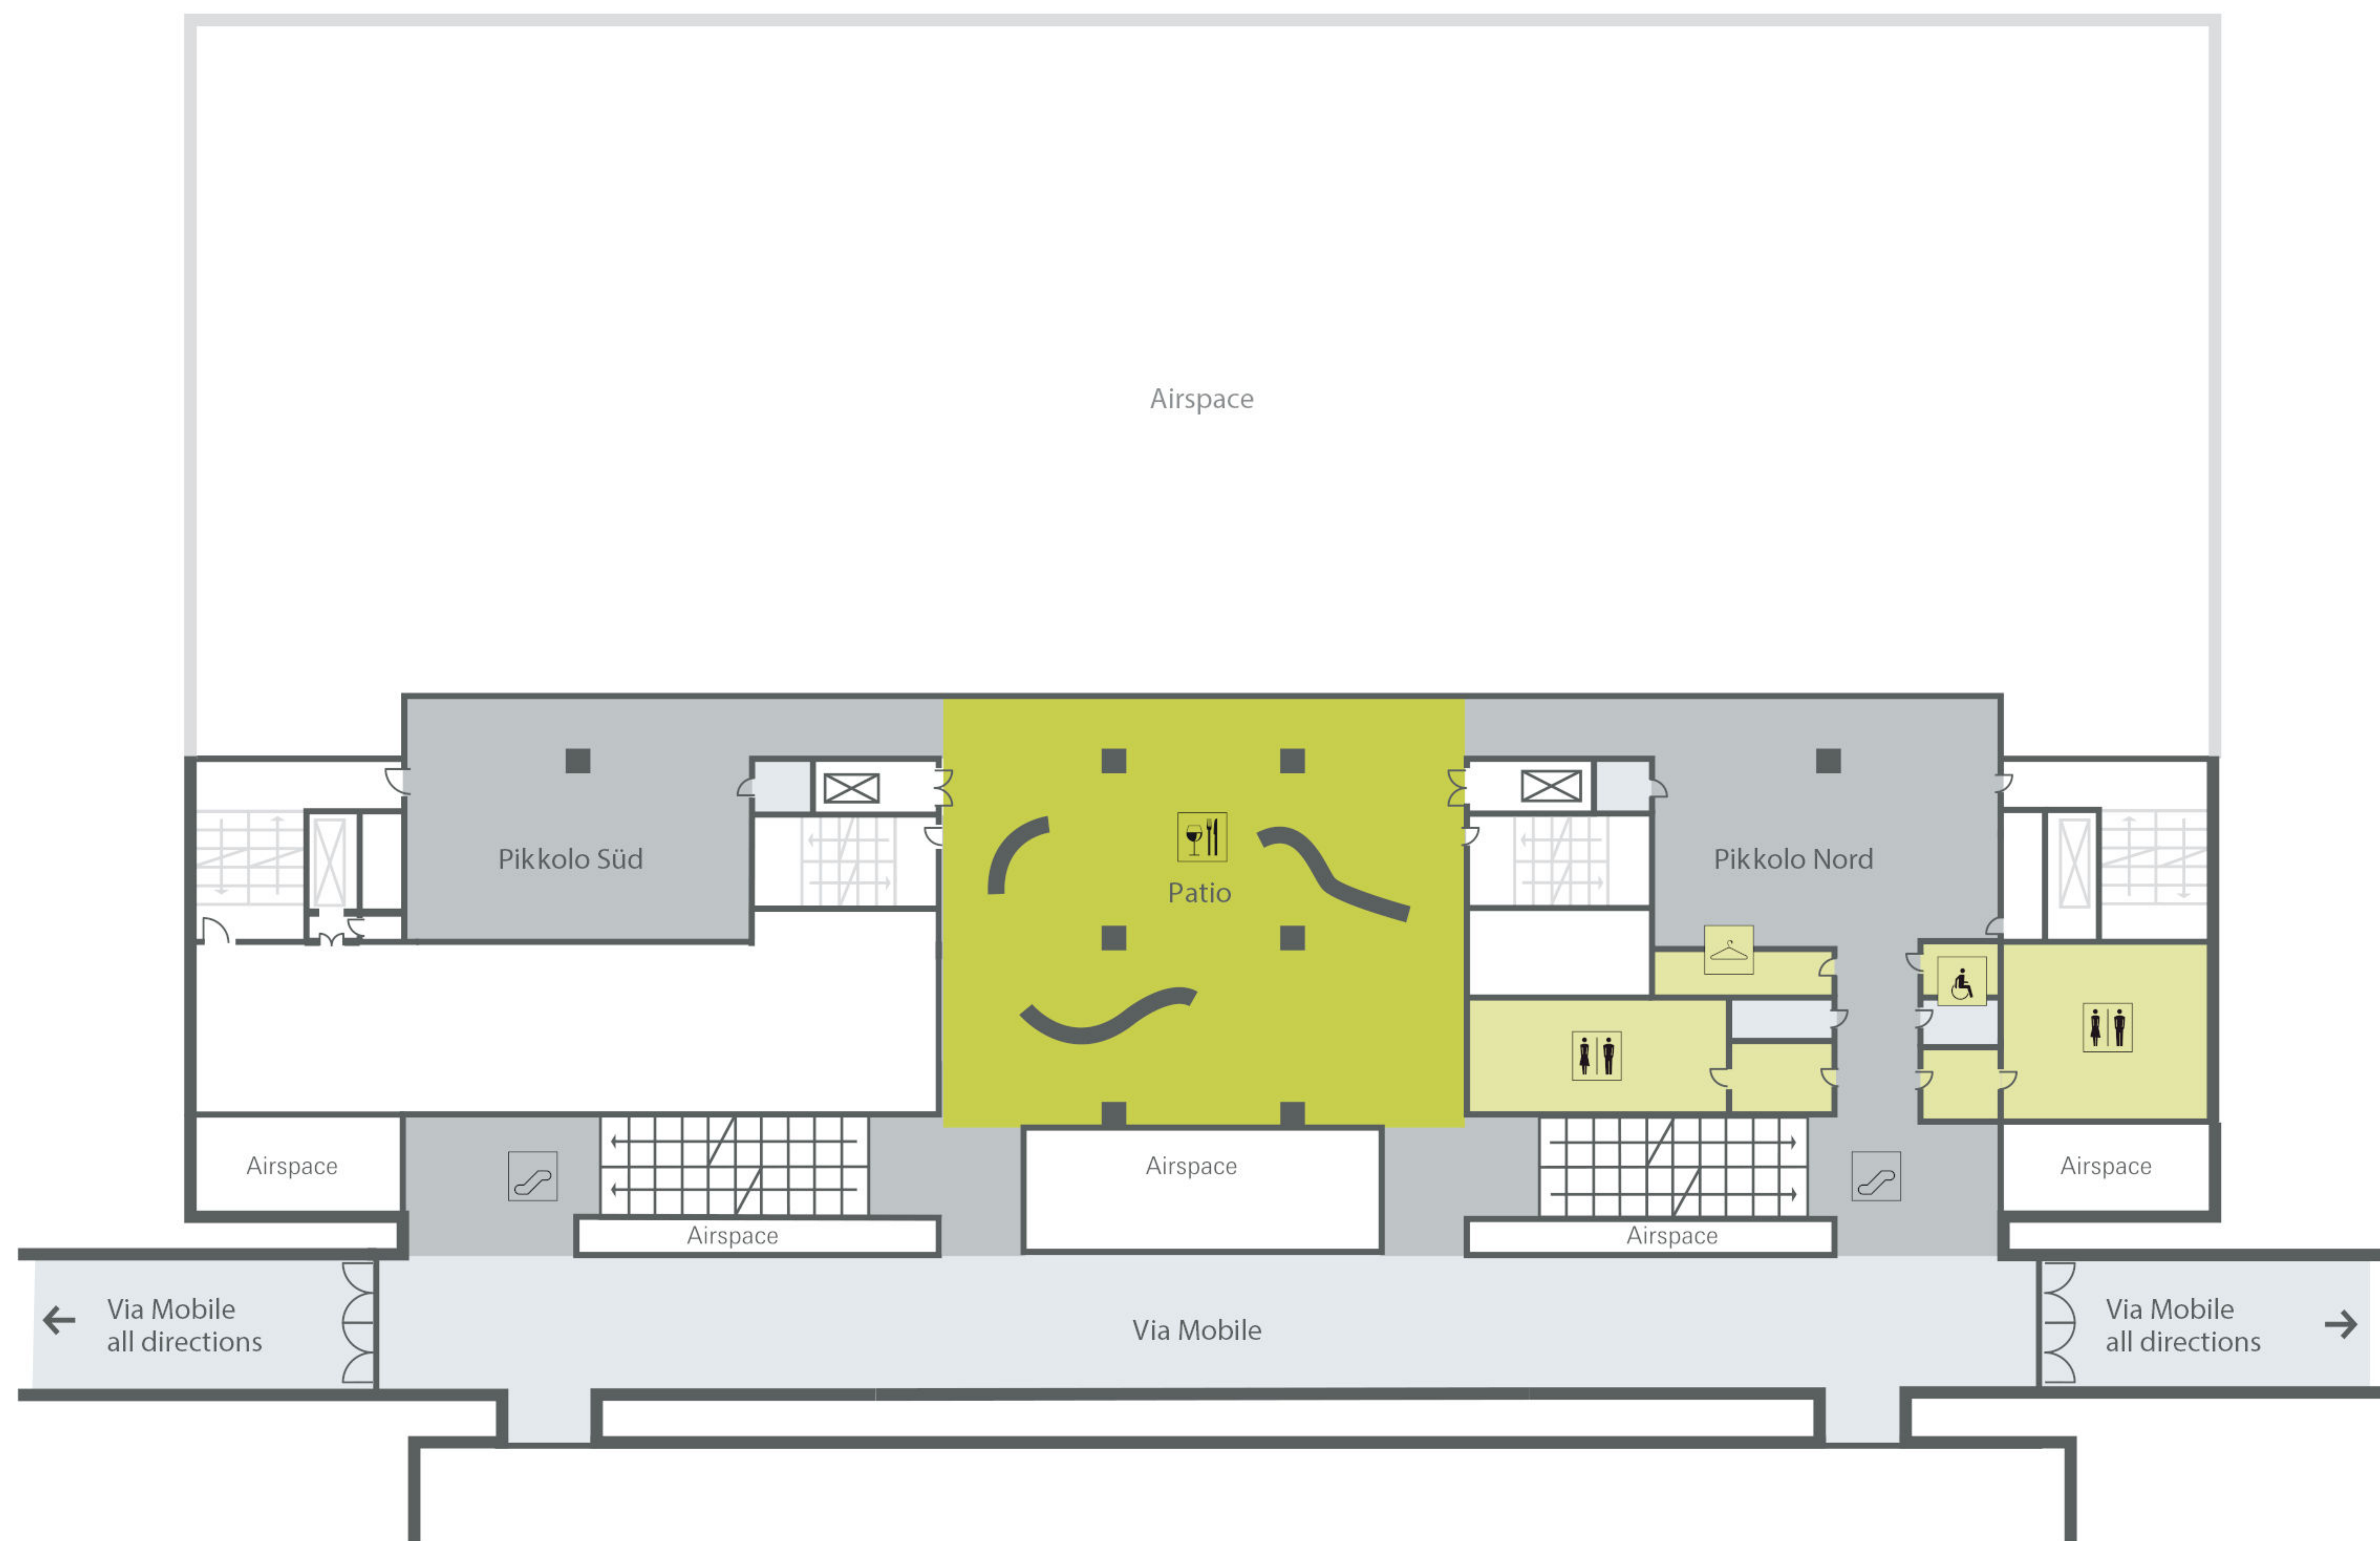 Airspace
Pikkolo Süd
Patio
Pikkolo Nord
Airspace
Airspace
Airspace
Airspace
Airspace
Via Mobile
all directions
Via Mobile
Via Mobile
all directions